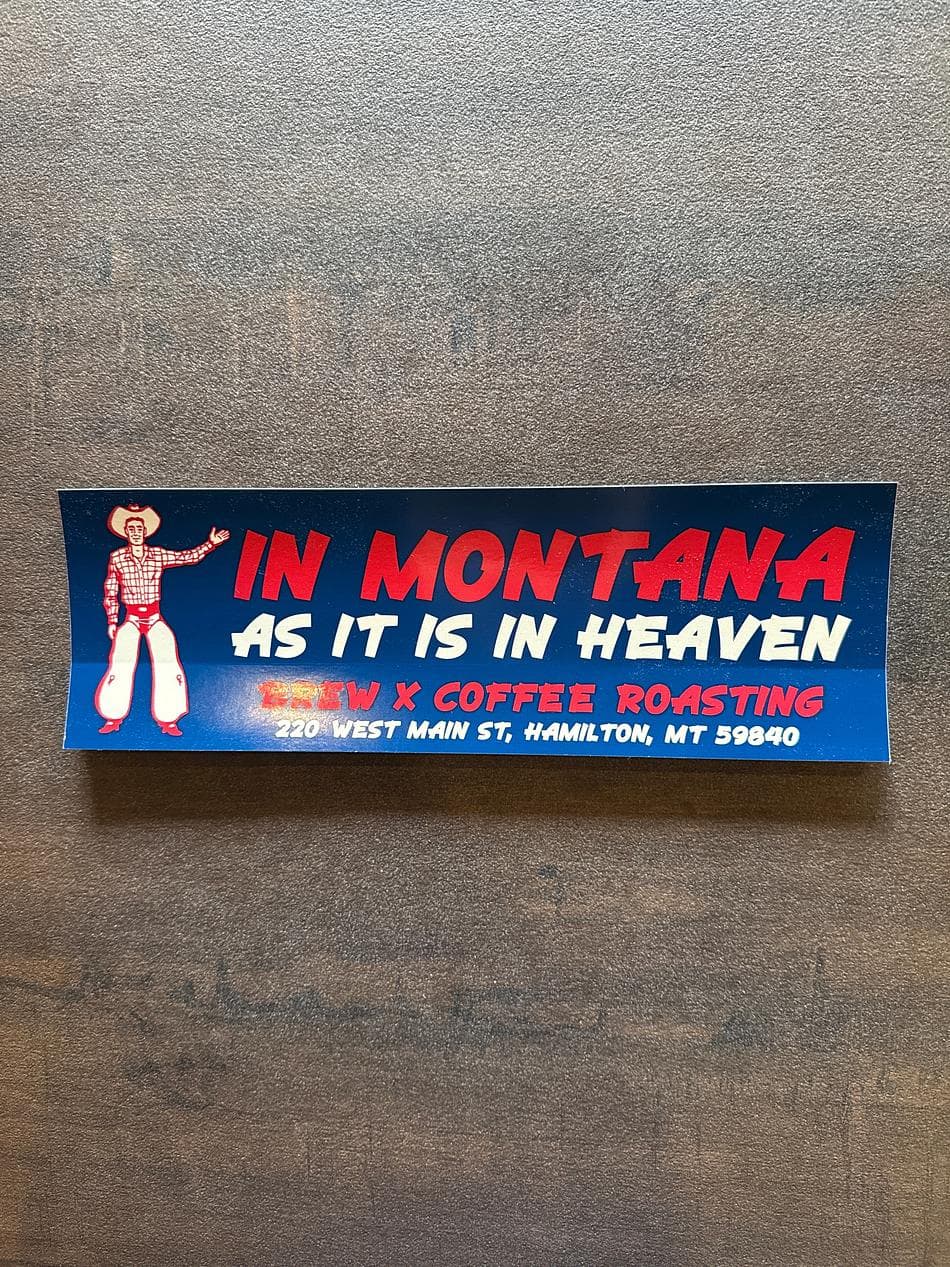 IN MONTANA
AS IT IS IN HEAVEN
BREW X COFFEE ROASTING
220 WEST MAIN ST, HAMILTON, MT 59840